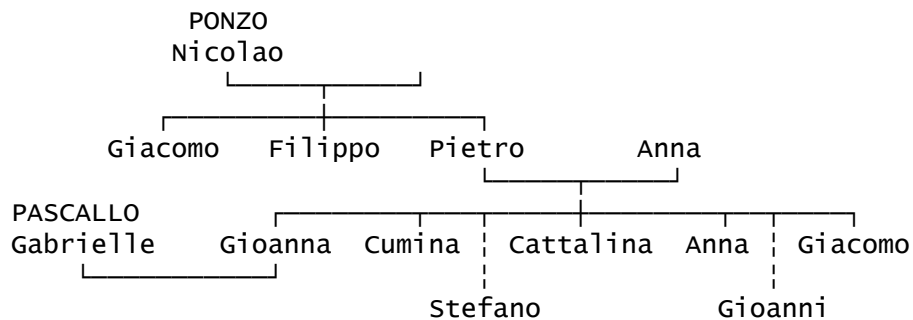 PONZO
Nicolao
Giacomo Filippo Pietro Anna
PASCALLO
Gabrielle Gioanna Cumina Cattalina Anna Giacomo
Stefano Gioanni